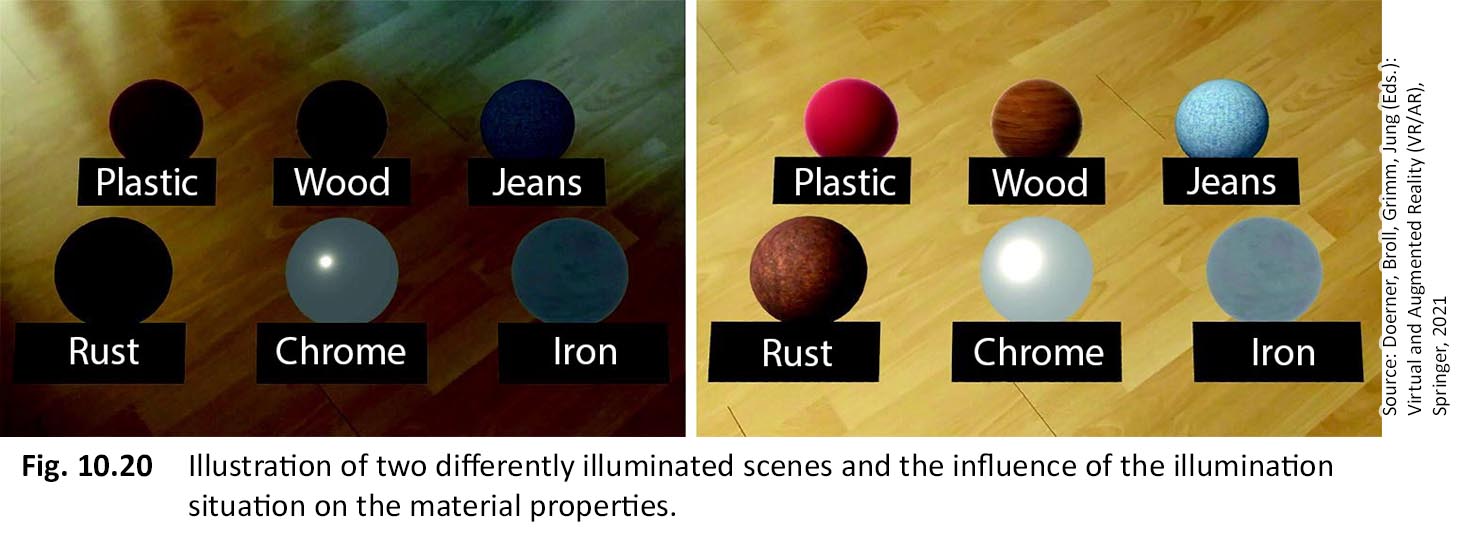 Plastic
Wood
Jeans
Rust
Chrome
Iron
Plastic
Wood
Jeans
Rust
Chrome
Iron
Source: Doerner, Broll, Grimm, Jung (Eds.):
Virtual and Augmented Reality (VR/AR),
Springer, 2021
Fig. 10.20 Illustration of two differently illuminated scenes and the influence of the illumination
situation on the material properties.